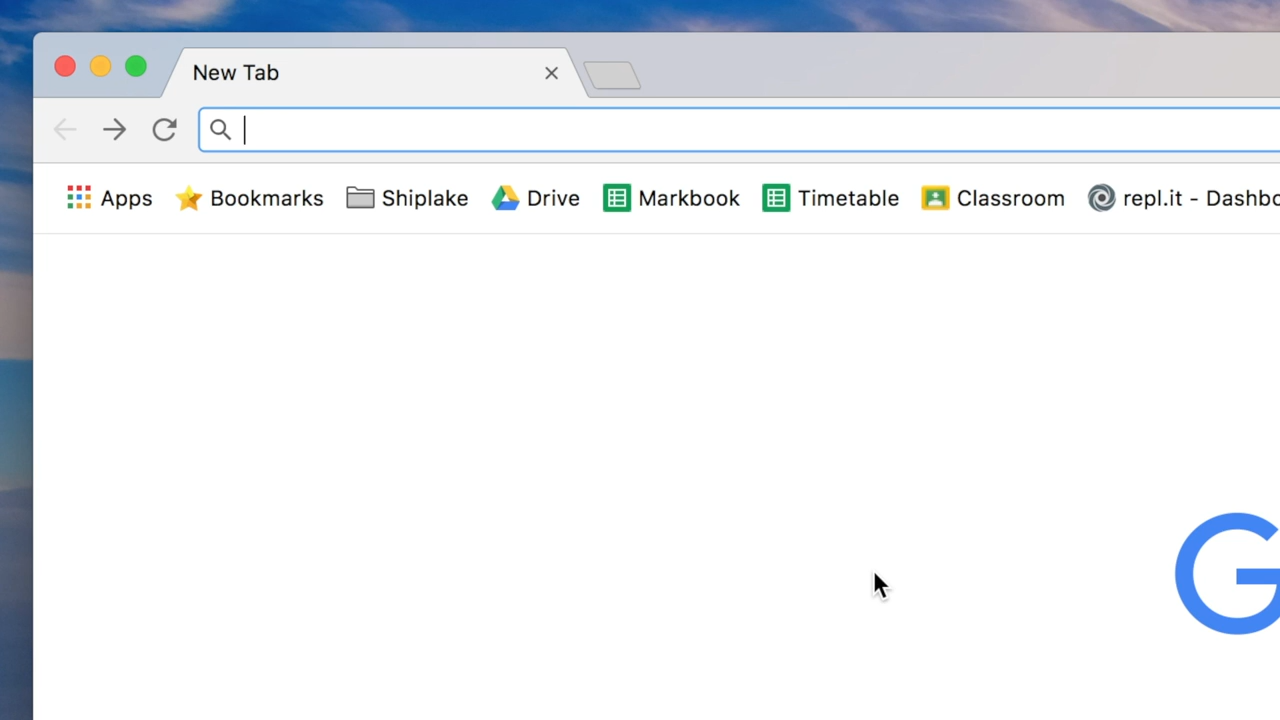 New Tab
Apps Bookmarks Shiplake Drive Markbook Timetable Classroom repl.it - Dashbo
G